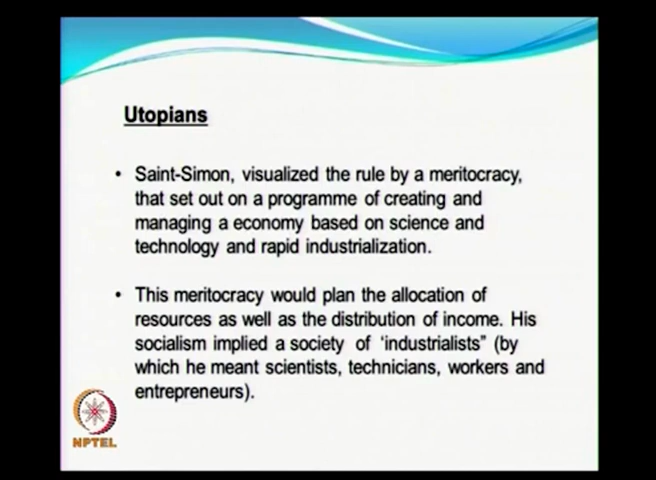 Utopians
• Saint-Simon, visualized the rule by a meritocracy,
that set out on a programme of creating and
managing a economy based on science and
technology and rapid industrialization.
• This meritocracy would plan the allocation of
resources as well as the distribution of income. His
socialism implied a society of 'industrialists" (by
which he meant scientists, technicians, workers and
entrepreneurs).
NPTEL